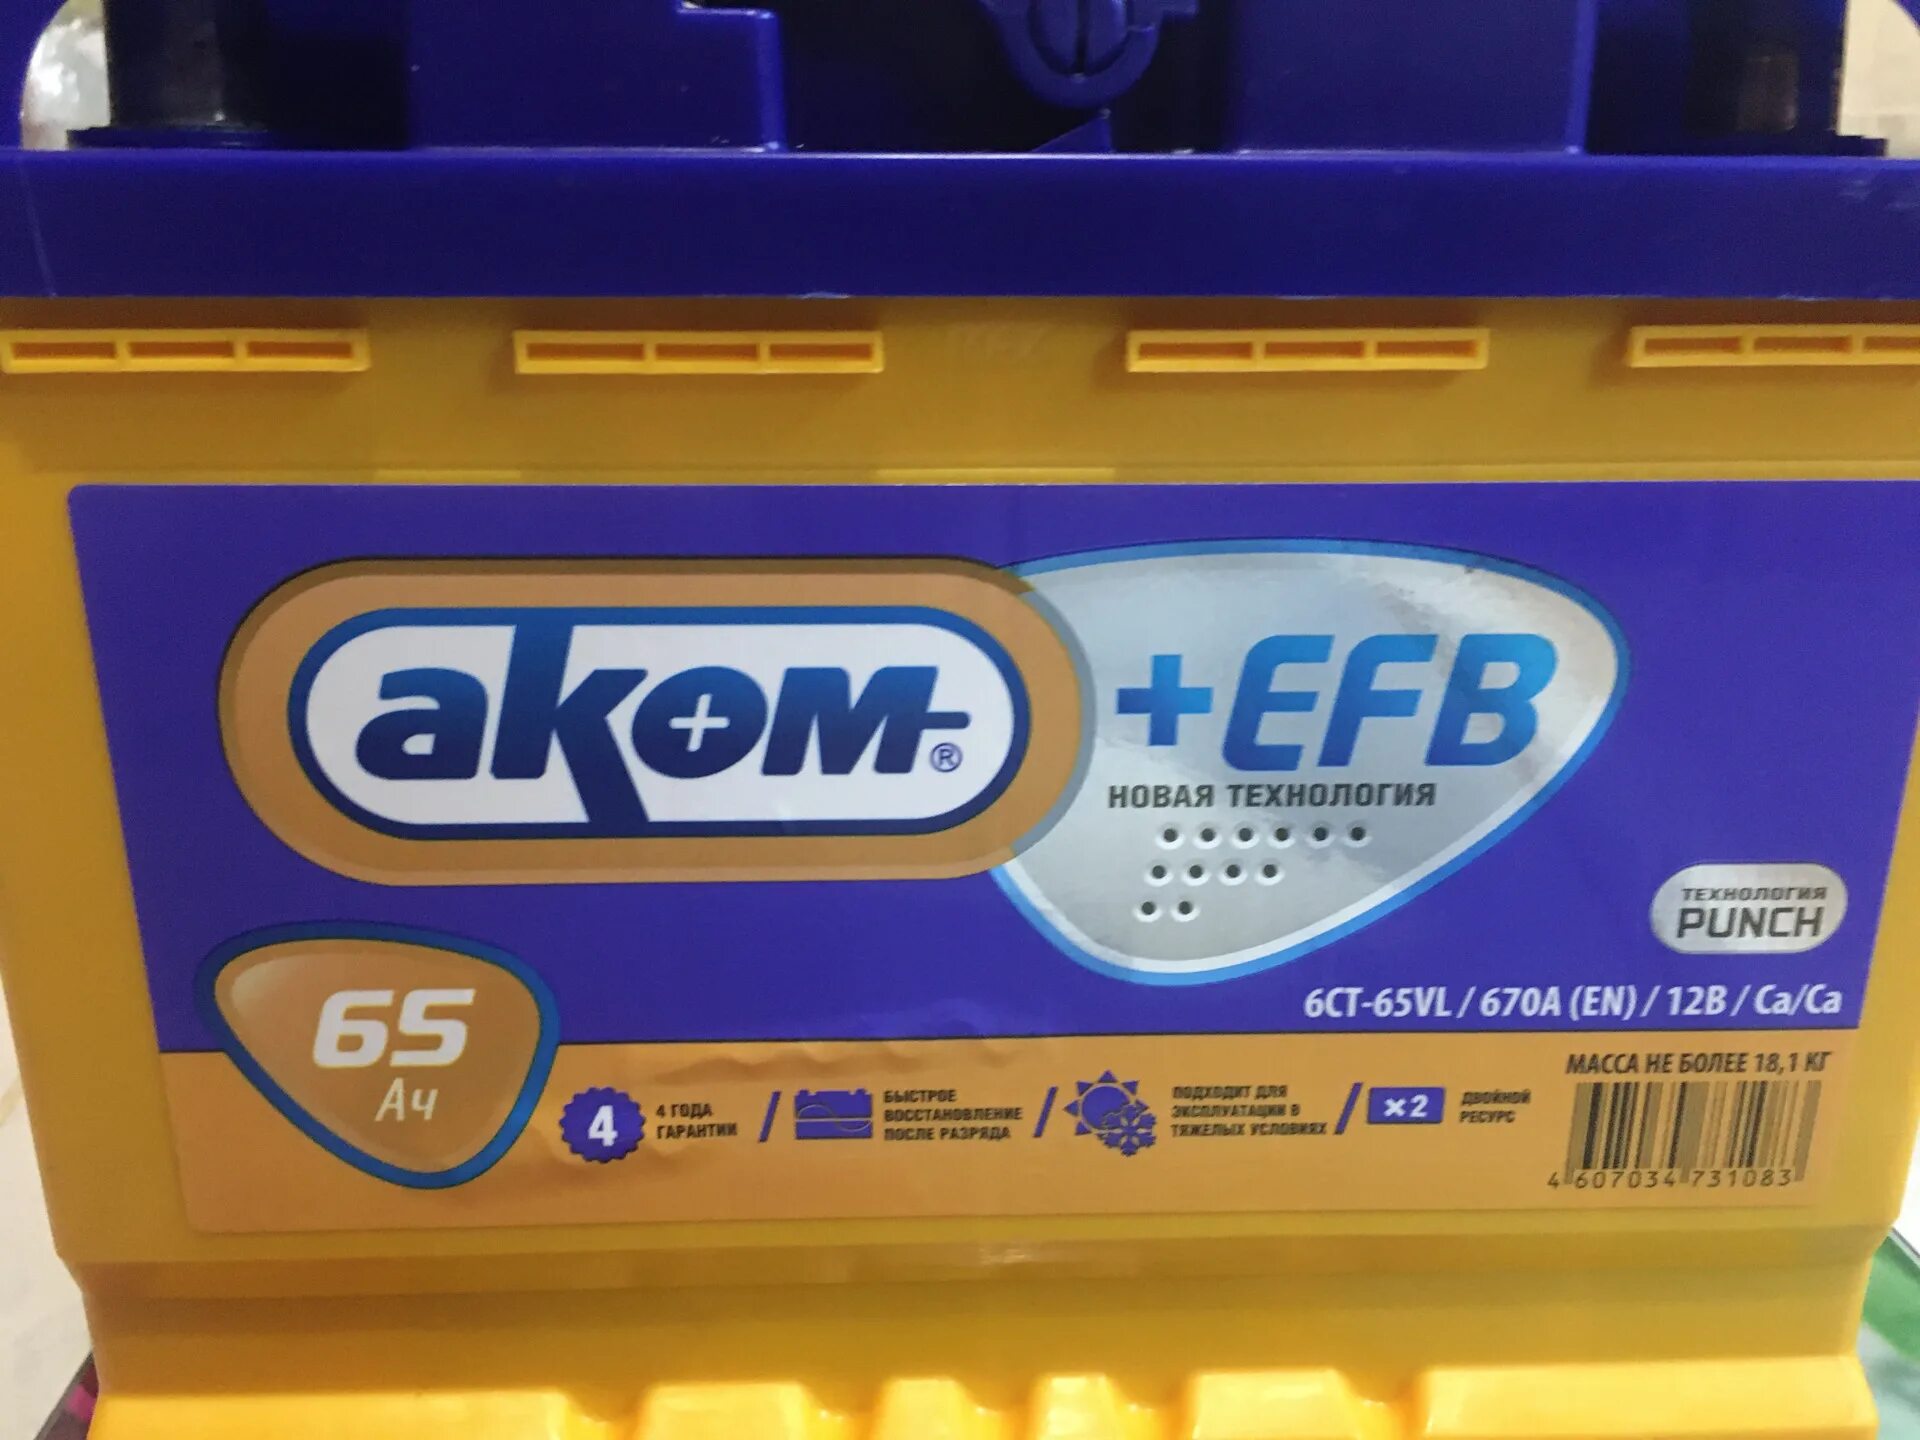 аком ®
+EFB
НОВАЯ ТЕХНОЛОГИЯ
ТЕХНОЛОГИЯ
PUNCH
6СТ-65VL / 670А (EN) / 12В / Ca/Ca
65
Ач
МАССА НЕ БОЛЕЕ 18,1 КГ
4
4 ГОДА
ГАРАНТИИ
БЫСТРОЕ
ВОССТАНОВЛЕНИЕ
ПОСЛЕ РАЗРЯДА
ПОДХОДИТ ДЛЯ
ЭКСПЛУАТАЦИИ В
ТЯЖЕЛЫХ УСЛОВИЯХ
×2
ДВОЙНОЙ
РЕСУРС
4 607034 731083